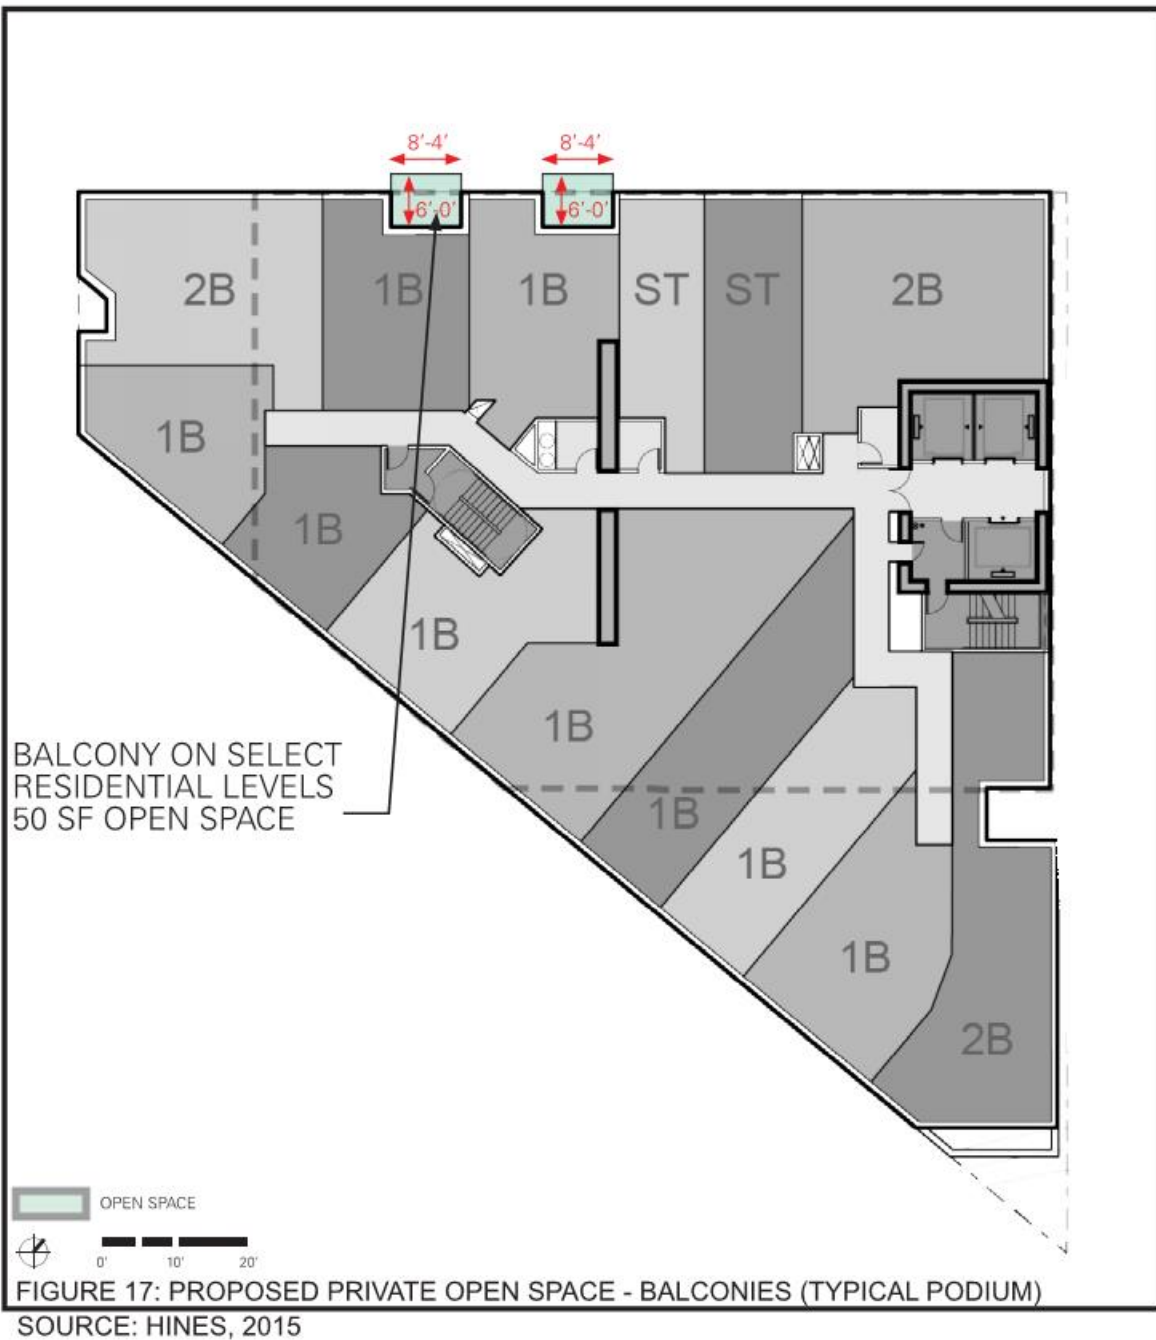 8'-4'
8'-4'
6'-0'
6'-0'
2B
1B
1B
ST
ST
2B
1B
1B
1B
1B
1B
1B
1B
2B
BALCONY ON SELECT
RESIDENTIAL LEVELS
50 SF OPEN SPACE
OPEN SPACE
0'
10'
20'
FIGURE 17: PROPOSED PRIVATE OPEN SPACE - BALCONIES (TYPICAL PODIUM)
SOURCE: HINES, 2015